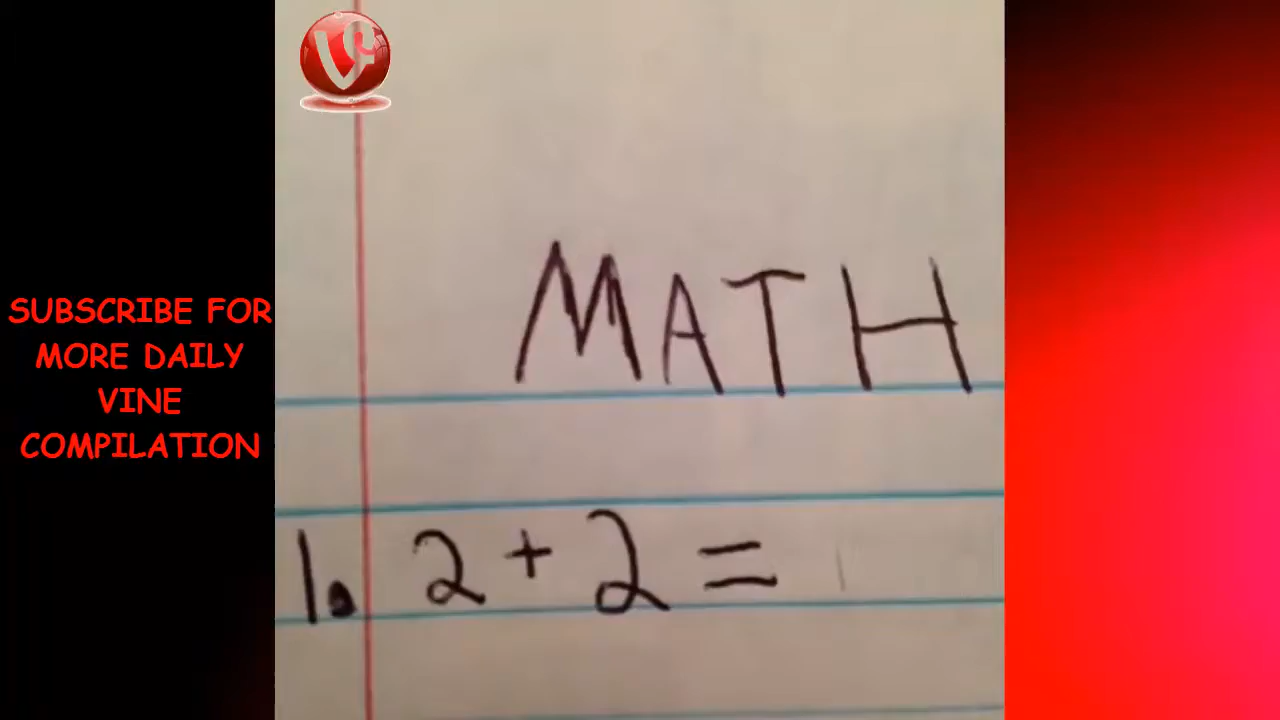 SUBSCRIBE FOR
MORE DAILY
VINE
COMPILATION
MATH
1. 2 + 2 =